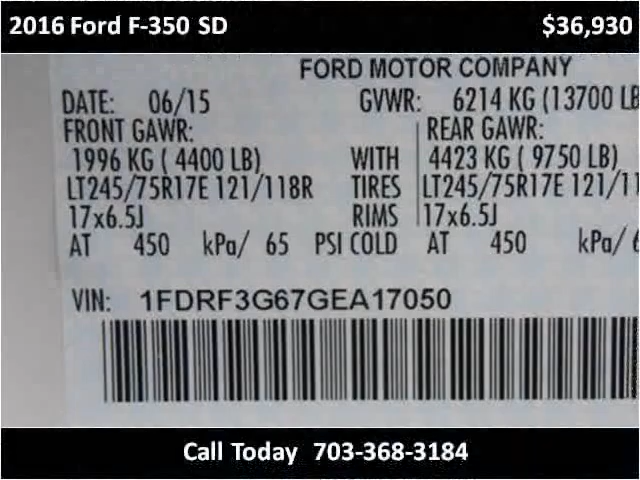 2016 Ford F-350 SD $36,930
FORD MOTOR COMPANY
DATE: 06/15 GVWR: 6214 KG (13700 LB
FRONT GAWR: REAR GAWR:
1996 KG ( 4400 LB) WITH 4423 KG ( 9750 LB)
LT245/75R17E 121/118R TIRES LT245/75R17E 121/11
17x6.5J RIMS 17x6.5J
AT 450 kPa/ 65 PSI COLD AT 450 kPa/ 6
VIN: 1FDRF3G67GEA17050
Call Today 703-368-3184